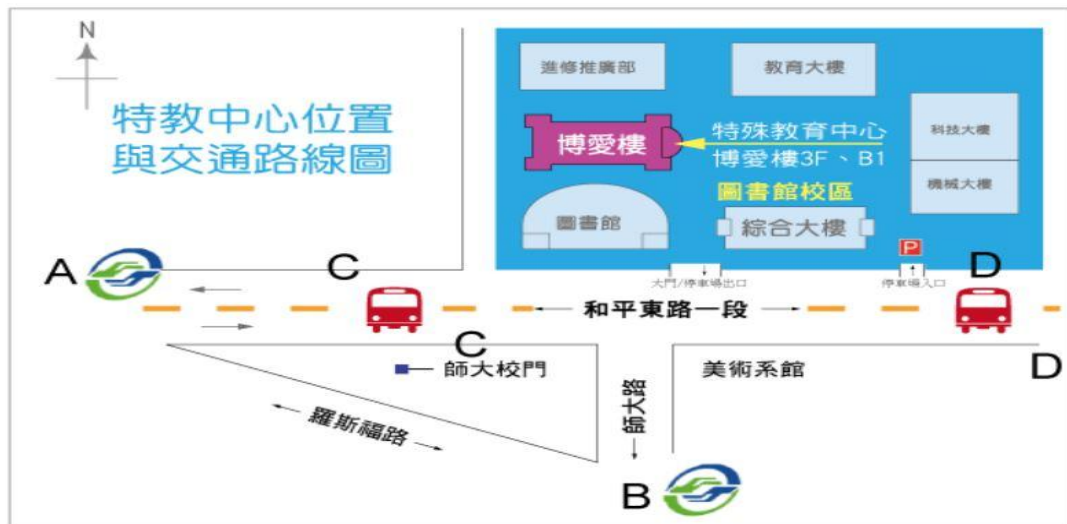 N
特教中心位置
與交通路線圖
進修推廣部
教育大樓
博愛樓
特殊教育中心
博愛樓3F、B1
科技大樓
機械大樓
圖書館校區
圖書館
綜合大樓
P
A
C
大門/停車場出口
停車場入口
D
和平東路一段
C
師大校門
美術系館
D
羅斯福路
師大路
B